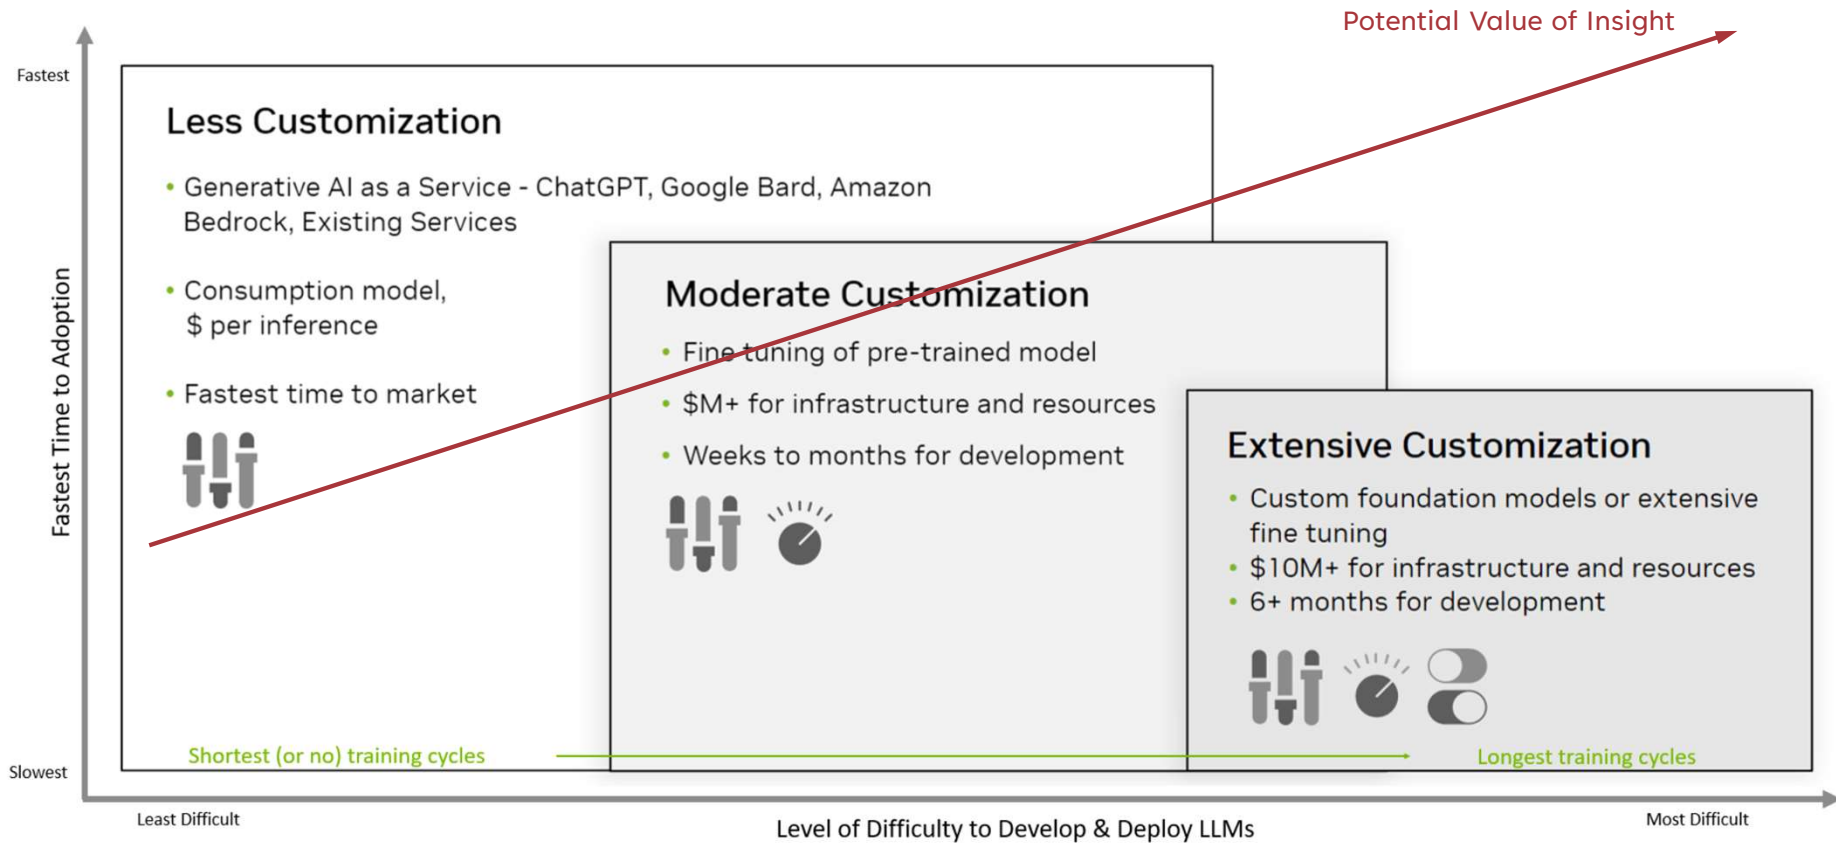 Potential Value of Insight
Fastest
Less Customization
• Generative AI as a Service - ChatGPT, Google Bard, Amazon
Bedrock, Existing Services
• Consumption model,
$ per inference
• Fastest time to market
Moderate Customization
• Fine tuning of pre-trained model
• $M+ for infrastructure and resources
• Weeks to months for development
Extensive Customization
• Custom foundation models or extensive
fine tuning
• $10M+ for infrastructure and resources
• 6+ months for development
Fastest Time to Adoption
Shortest (or no) training cycles
Longest training cycles
Slowest
Least Difficult
Level of Difficulty to Develop & Deploy LLMs
Most Difficult